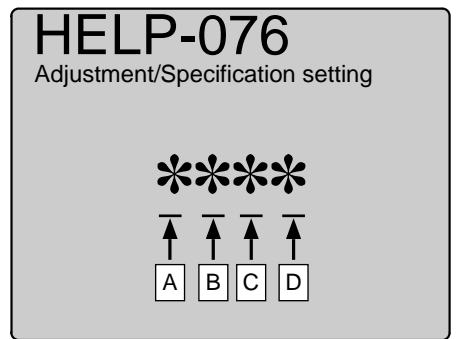 HELP-076
Adjustment/Specification setting
****
A B C D